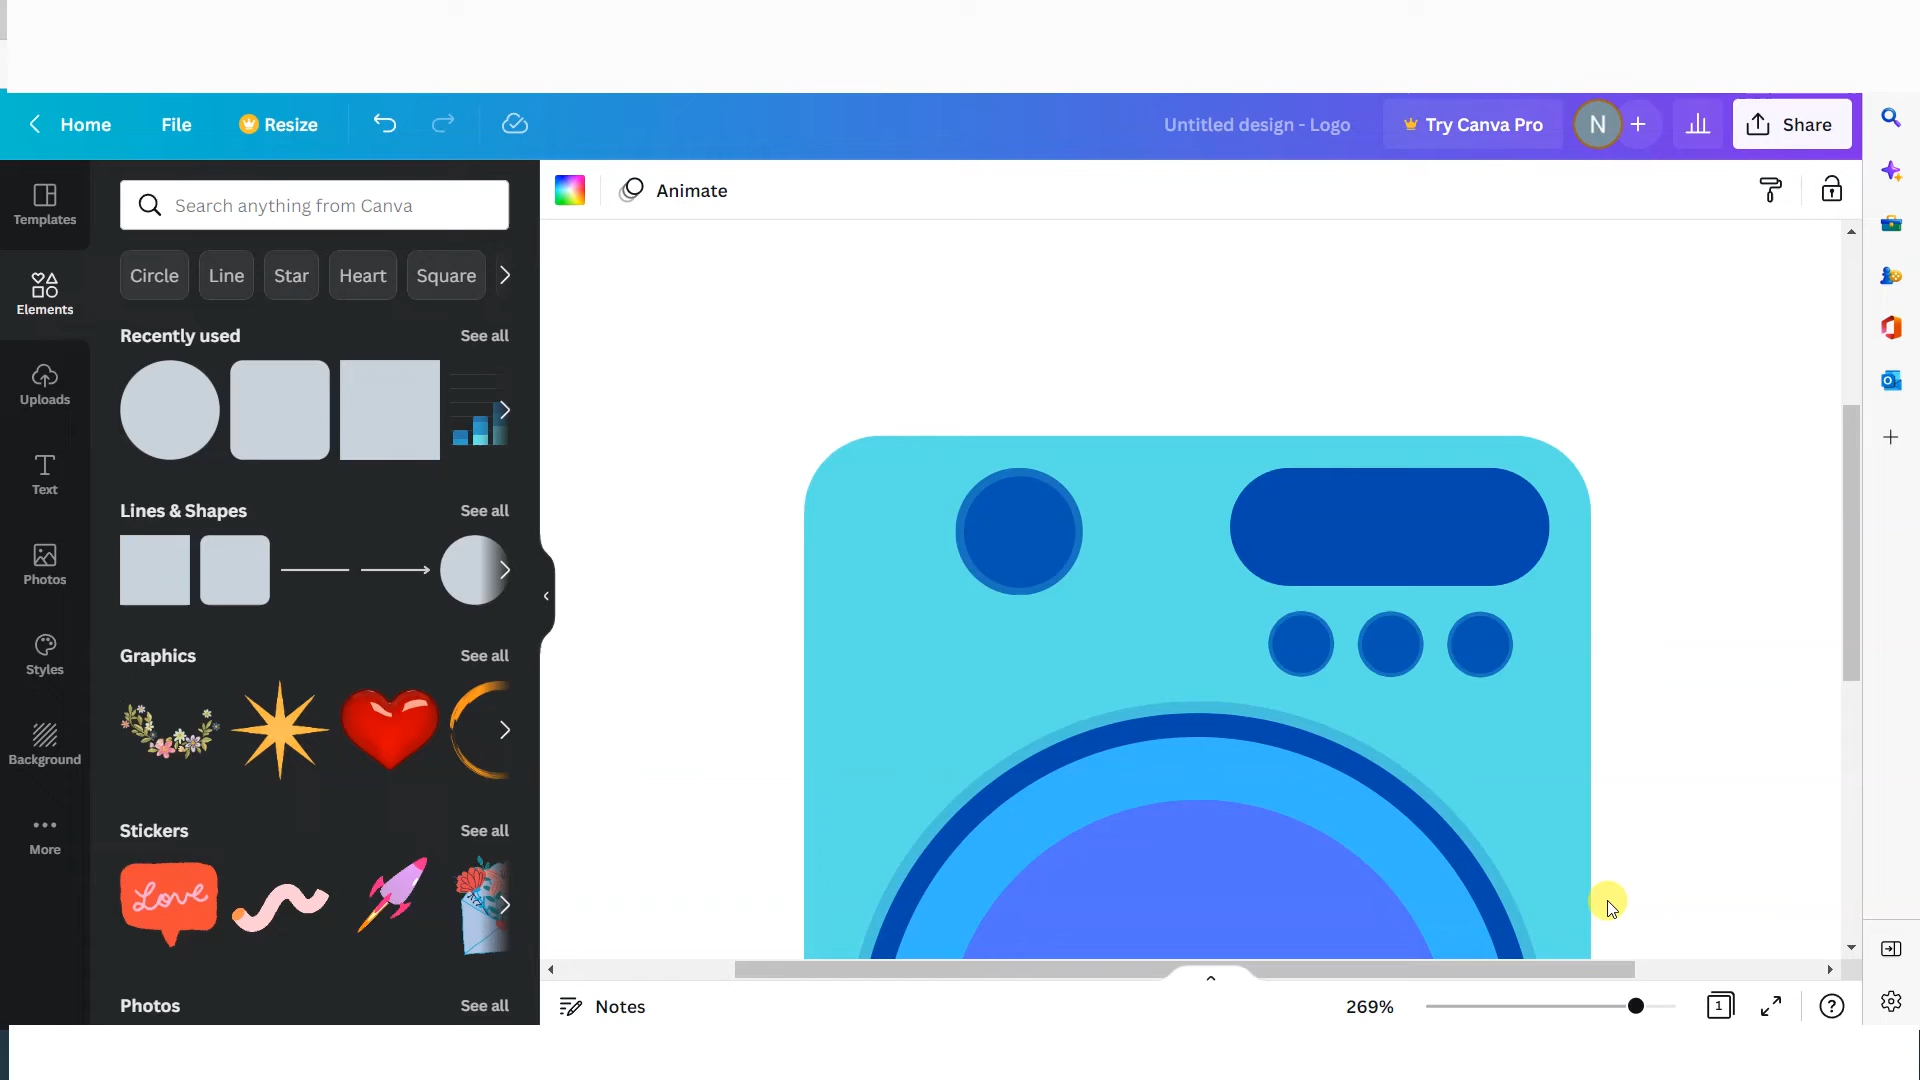 Home
File
Resize
Untitled design - Logo
Try Canva Pro
N
Share
Templates
Elements
Uploads
Text
Photos
Styles
Background
More
Search anything from Canva
Circle
Line
Star
Heart
Square
Recently used
See all
Lines & Shapes
See all
Graphics
See all
Stickers
See all
Love
Photos
See all
Animate
Notes
269%
1